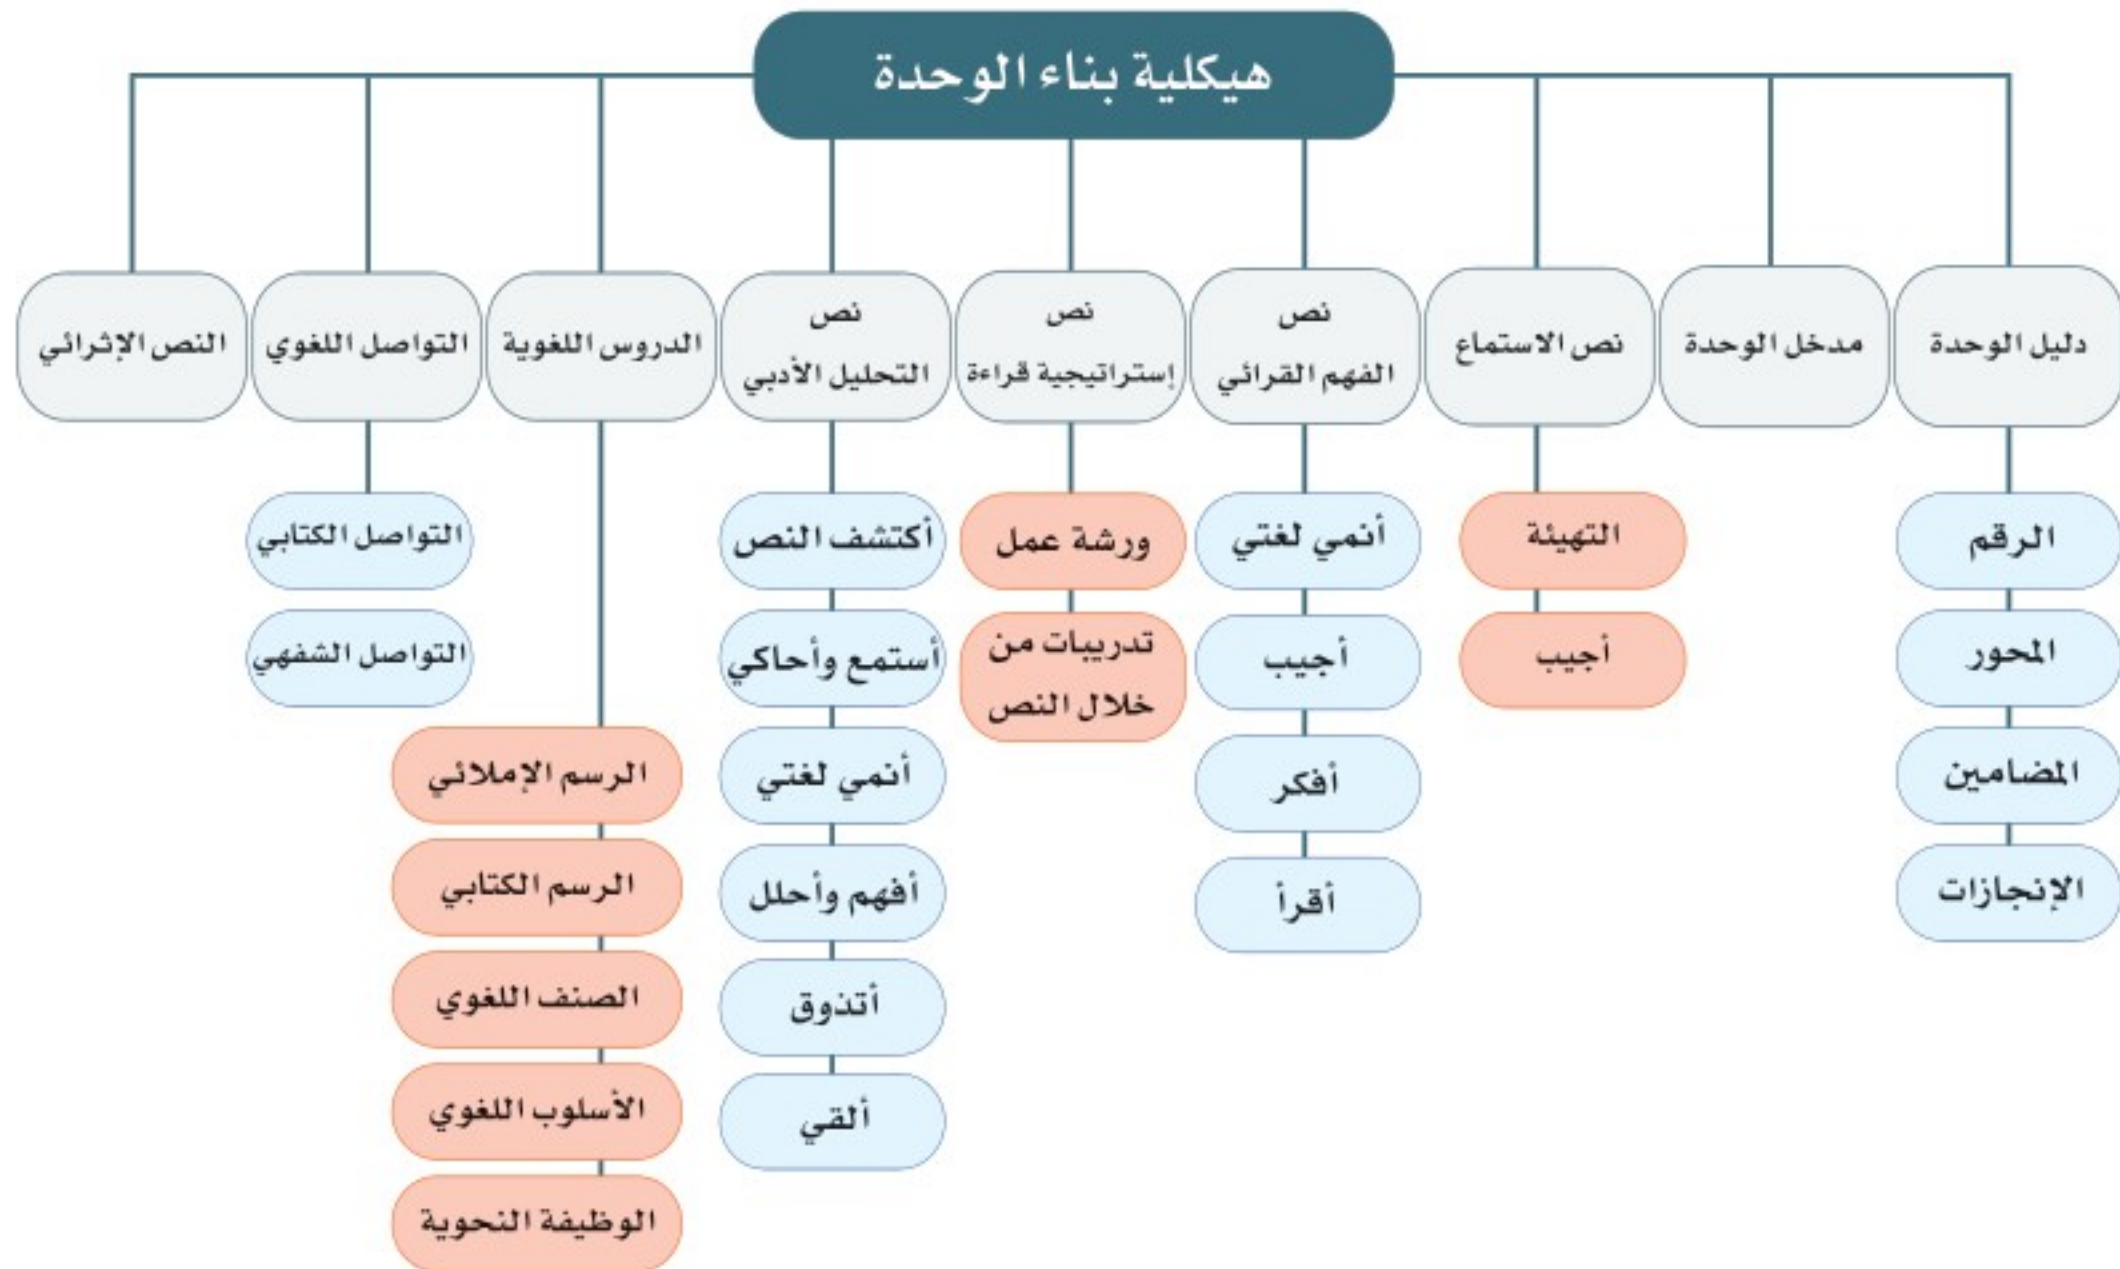 هيكلية بناء الوحدة
دليل الوحدة
الرقم
المحور
المضامين
الإنجازات
مدخل الوحدة
نص الاستماع
التهيئة
أجيب
نص
الفهم القرائي
أنمي لغتي
أجيب
أفكر
أقرأ
نص
إستراتيجية قراءة
ورشة عمل
تدريبات من
خلال النص
نص
التحليل الأدبي
أكتشف النص
أستمع وأحاكي
أنمي لغتي
أفهم وأحلل
أتذوق
ألقي
الدروس اللغوية
الرسم الإملائي
الرسم الكتابي
الصنف اللغوي
الأسلوب اللغوي
الوظيفة النحوية
التواصل اللغوي
التواصل الكتابي
التواصل الشفهي
النص الإثرائي